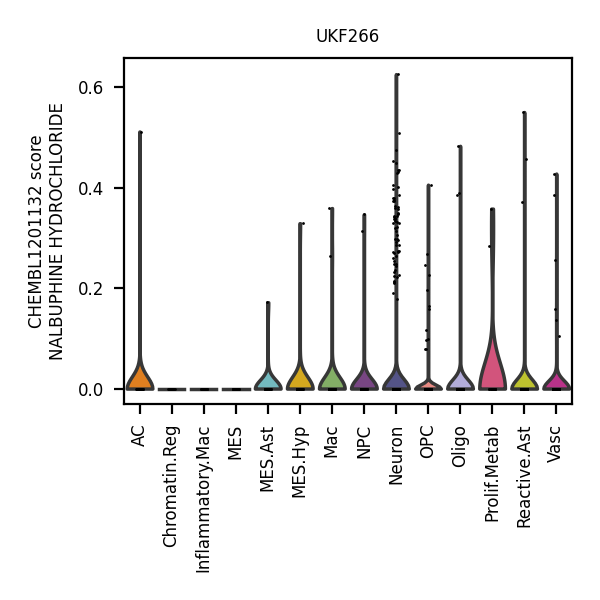 UKF266
CHEMBL1201132 score
NALBUPHINE HYDROCHLORIDE
0.6
0.4
0.2
0.0
AC
Chromatin.Reg
Inflammatory.Mac
MES
MES.Ast
MES.Hyp
Mac
NPC
Neuron
OPC
Oligo
Prolif.Metab
Reactive.Ast
Vasc